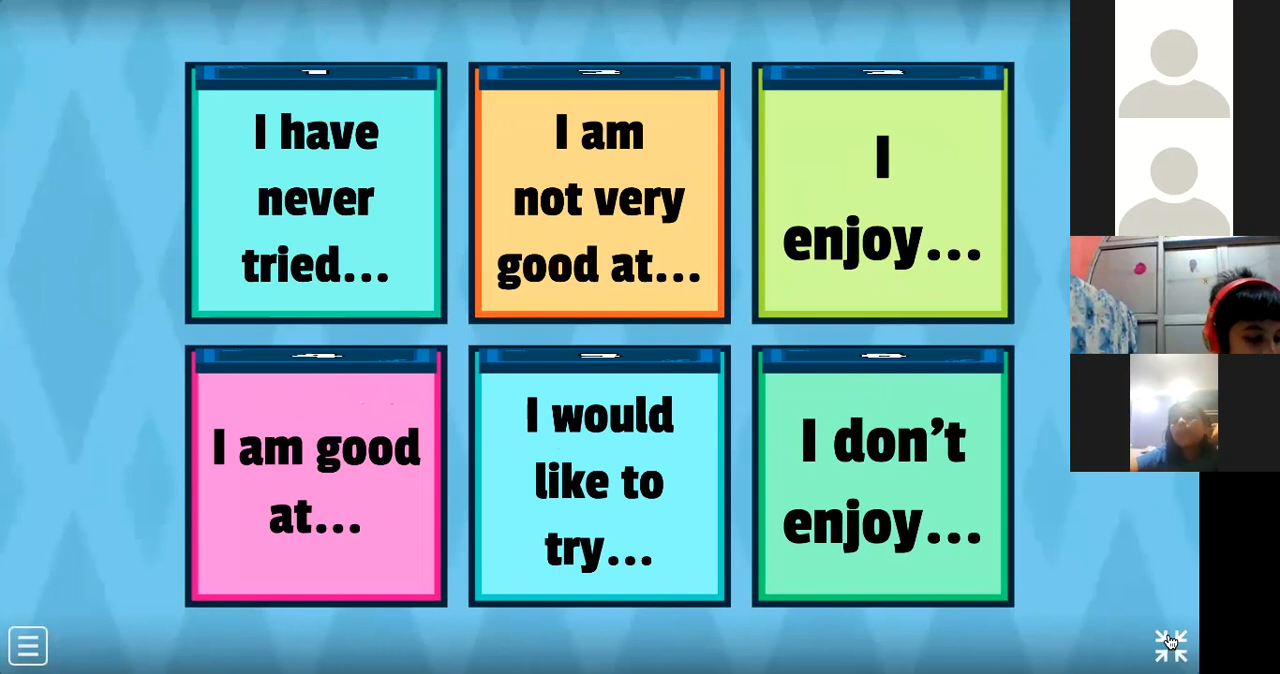 I have
never
tried...
I am
not very
good at...
I
enjoy...
I am good
at...
I would
like to
try...
I don't
enjoy...